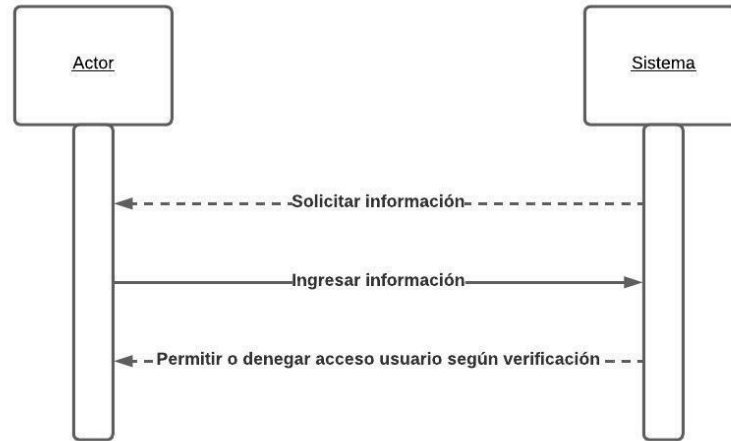 Actor
Sistema
Solicitar información
Ingresar información
Permitir o denegar acceso usuario según verificación